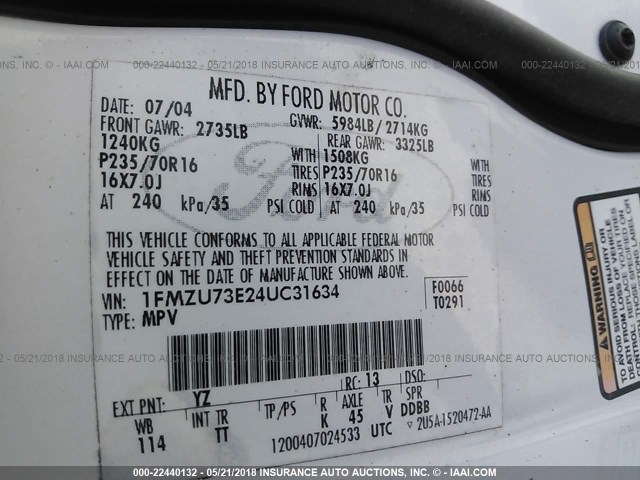 000-22440132 - 05/21/2018 - INSURANCE AUTO AUCTIONS, INC. - IAAI.COM
MFD. BY FORD MOTOR CO.
DATE: 07/04 GVWR: 5984LB/2714KG
FRONT GAWR: 2735LB REAR GAWR: 3325LB
1240KG WITH 1508KG WITH
P235/70R16 TIRES P235/70R16 TIRES
16X7.0J RIMS 16X7.0J RIMS
AT 240 kPa/35 PSI COLD AT 240 kPa/35 PSI COLD
Ford
THIS VEHICLE CONFORMS TO ALL APPLICABLE FEDERAL MOTOR
VEHICLE SAFETY AND THEFT PREVENTION STANDARDS IN
EFFECT ON THE DATE OF MANUFACTURE SHOWN ABOVE.
VIN: 1FMZU73E24UC31634 F0066
TYPE: MPV T0291
RC: 13 DSO:
EXT PNT: YZ
WB INT TR TP/PS R AXLE TR SPR
114 TT K 45 V DDBB
1200407024533 UTC ▽ 2U5A-1520472-AA
WARNING
000-22440132 - 05/21/2018 - INSURANCE AUTO AUCTIONS, INC. - IAAI.COM